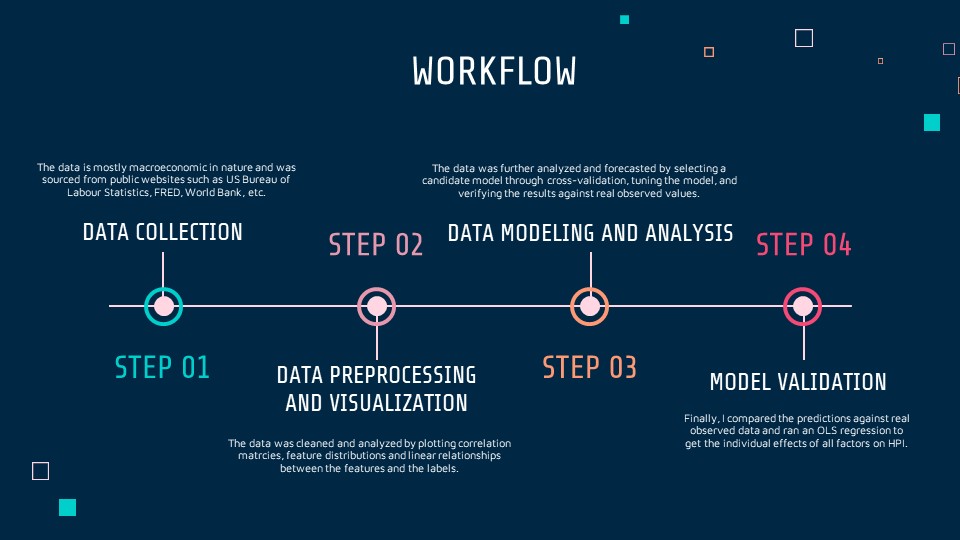 WORKFLOW
The data is mostly macroeconomic in nature and was
sourced from public websites such as US Bureau of
Labour Statistics, FRED, World Bank, etc.
DATA COLLECTION
STEP 01
STEP 02
DATA PREPROCESSING
AND VISUALIZATION
The data was cleaned and analyzed by plotting correlation
matrcies, feature distributions and linear relationships
between the features and the labels.
The data was further analyzed and forecasted by selecting a
candidate model through cross-validation, tuning the model, and
verifying the results against real observed values.
DATA MODELING AND ANALYSIS
STEP 03
STEP 04
MODEL VALIDATION
Finally, I compared the predictions against real
observed data and ran an OLS regression to
get the individual effects of all factors on HPI.